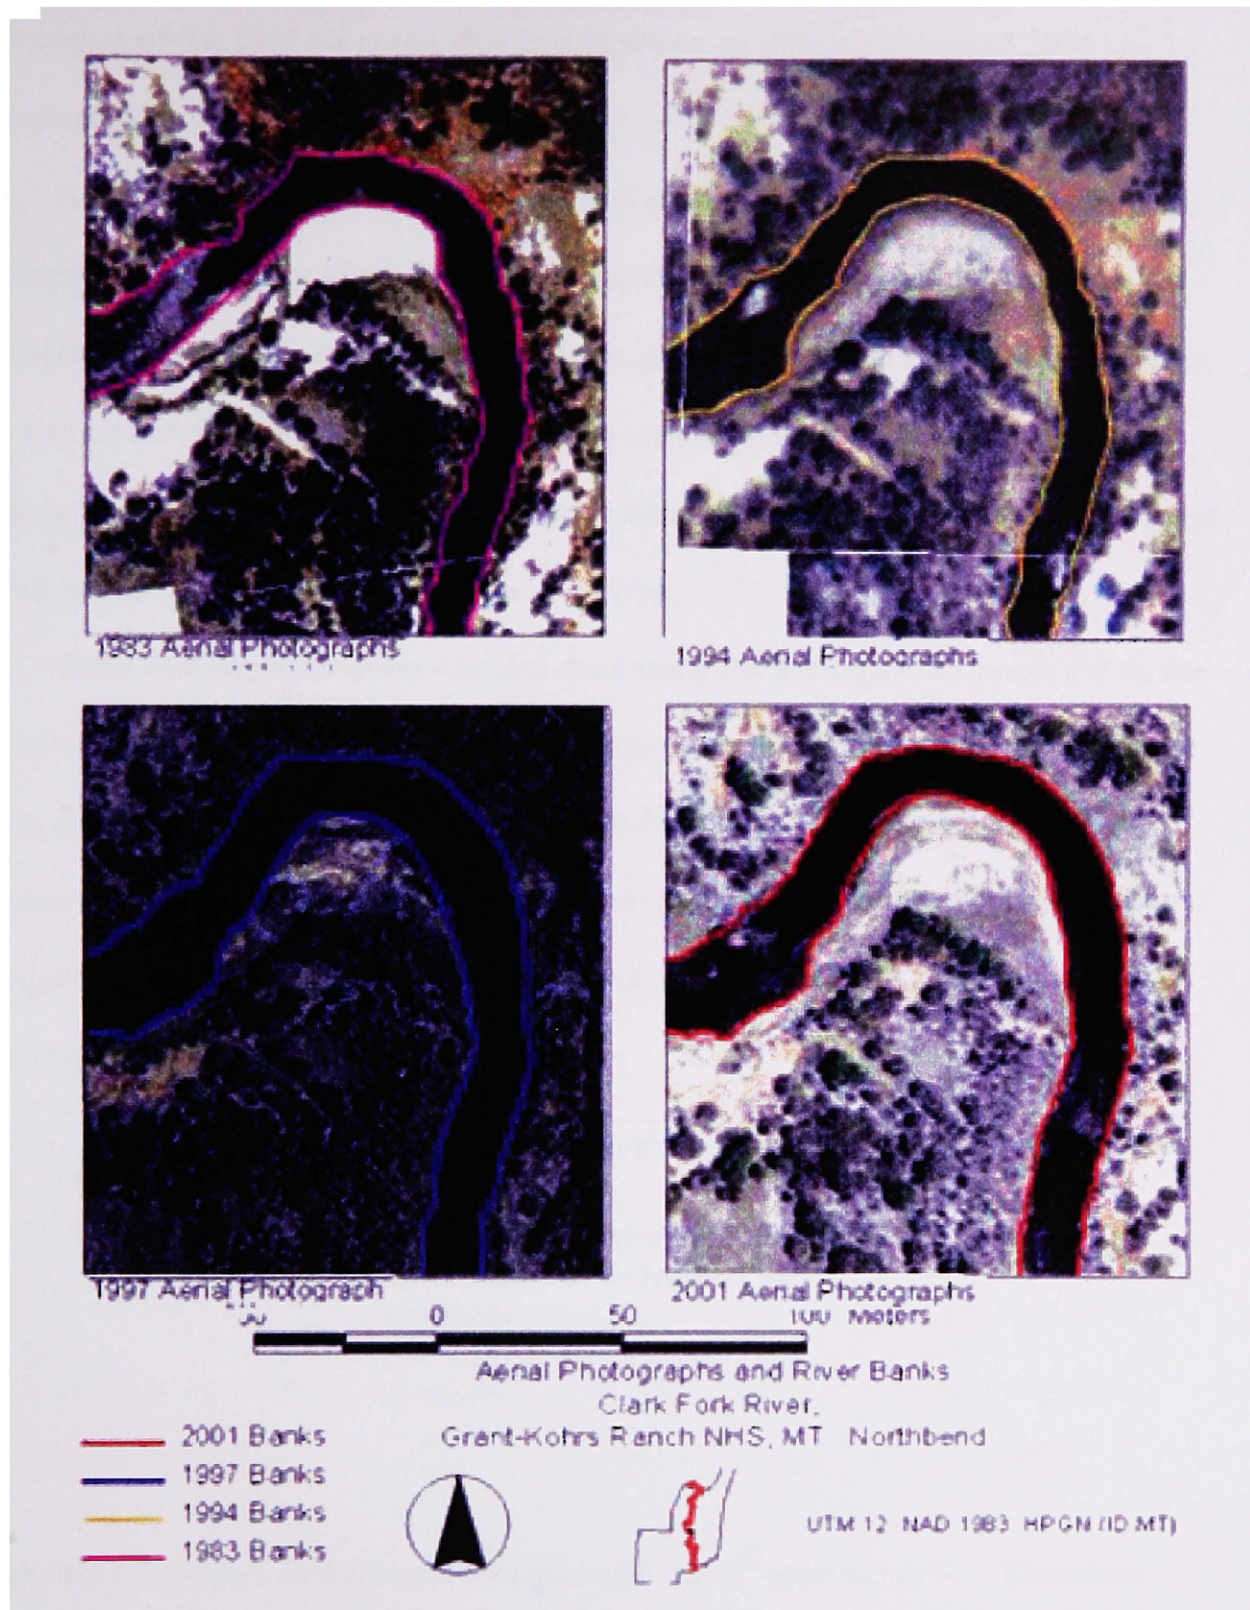 1983 Aerial Photographs
1994 Aerial Photographs
1997 Aerial Photograph
2001 Aerial Photographs
50 0 50 100 Meters
Aerial Photographs and River Banks
Clark Fork River,
Grant-Kohrs Ranch NHS, MT Northbend
2001 Banks
1997 Banks
1994 Banks
1983 Banks
UTM 12 NAD 1983 HPGN (ID MT)